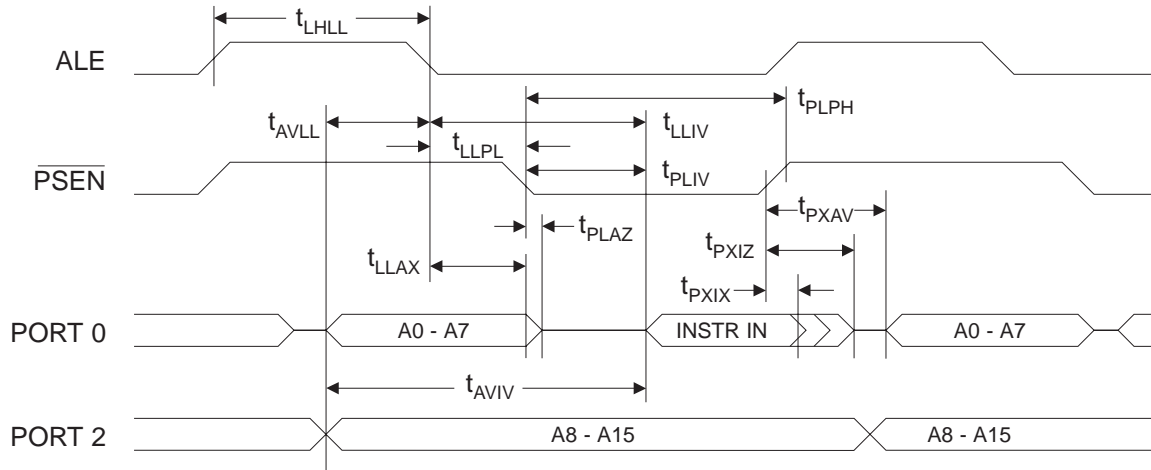 tLHLL
ALE
tPLPH
tAVLL
tLLIV
tLLPL
PSEN
tPLIV
tPXAV
tPLAZ
tPXIZ
tLLAX
tPXIX
PORT 0
A0 - A7
INSTR IN
A0 - A7
tAVIV
PORT 2
A8 - A15
A8 - A15